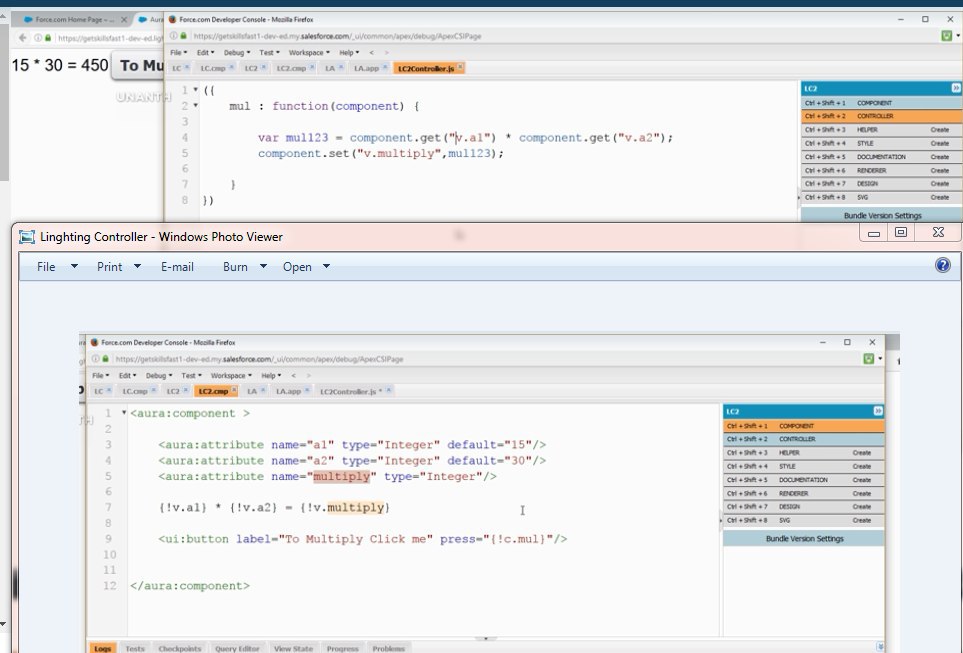 Force.com Home Page ~ ...
Aura
Force.com Developer Console - Mozilla Firefox
https://getskillsfast1-dev-ed.ligh
https://getskillsfast1-dev-ed.my.salesforce.com/_ui/common/apex/debug/ApexCSIPage
File Edit Debug Test Workspace Help < >
LC LC.cmp LC2 LC2.cmp LA LA.app LC2Controller.js
15 * 30 = 450 To Mu
UNANTH
1 ({
2 mul : function(component) {
3
4 var mul123 = component.get("v.a1") * component.get("v.a2");
5 component.set("v.multiply",mul123);
6
7 }
8 })
LC2
Ctrl + Shift + 1 COMPONENT
Ctrl + Shift + 2 CONTROLLER
Ctrl + Shift + 3 HELPER Create
Ctrl + Shift + 4 STYLE Create
Ctrl + Shift + 5 DOCUMENTATION Create
Ctrl + Shift + 6 RENDERER Create
Ctrl + Shift + 7 DESIGN Create
Ctrl + Shift + 8 SVG Create
Bundle Version Settings
Linghting Controller - Windows Photo Viewer
File Print E-mail Burn Open
Force.com Developer Console - Mozilla Firefox
https://getskillsfast1-dev-ed.my.salesforce.com/_ui/common/apex/debug/ApexCSIPage
File Edit Debug Test Workspace Help < >
LC LC.cmp LC2 LC2.cmp LA LA.app LC2Controller.js *
1 <aura:component >
2
3 <aura:attribute name="a1" type="Integer" default="15"/>
4 <aura:attribute name="a2" type="Integer" default="30"/>
5 <aura:attribute name="multiply" type="Integer"/>
6
7 {!v.a1} * {!v.a2} = {!v.multiply}
8
9 <ui:button label="To Multiply Click me" press="{!c.mul}"/>
10
11
12 </aura:component>
LC2
Ctrl + Shift + 1 COMPONENT
Ctrl + Shift + 2 CONTROLLER
Ctrl + Shift + 3 HELPER Create
Ctrl + Shift + 4 STYLE Create
Ctrl + Shift + 5 DOCUMENTATION Create
Ctrl + Shift + 6 RENDERER Create
Ctrl + Shift + 7 DESIGN Create
Ctrl + Shift + 8 SVG Create
Bundle Version Settings
Logs Tests Checkpoints Query Editor View State Progress Problems